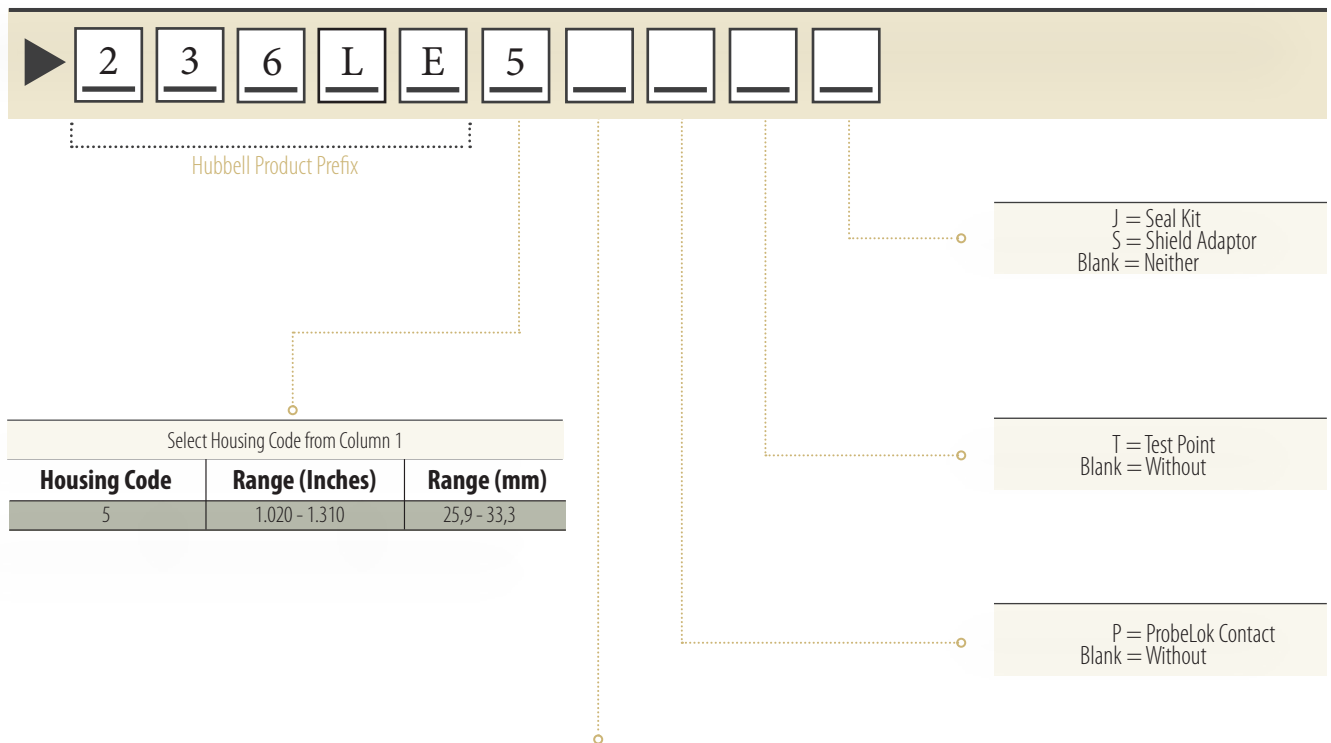 2 3 6 L E 5
Hubbell Product Prefix
J = Seal Kit
S = Shield Adaptor
Blank = Neither
Select Housing Code from Column 1
Housing Code Range (Inches) Range (mm)
5 1.020 - 1.310 25,9 - 33,3
T = Test Point
Blank = Without
P = ProbeLok Contact
Blank = Without